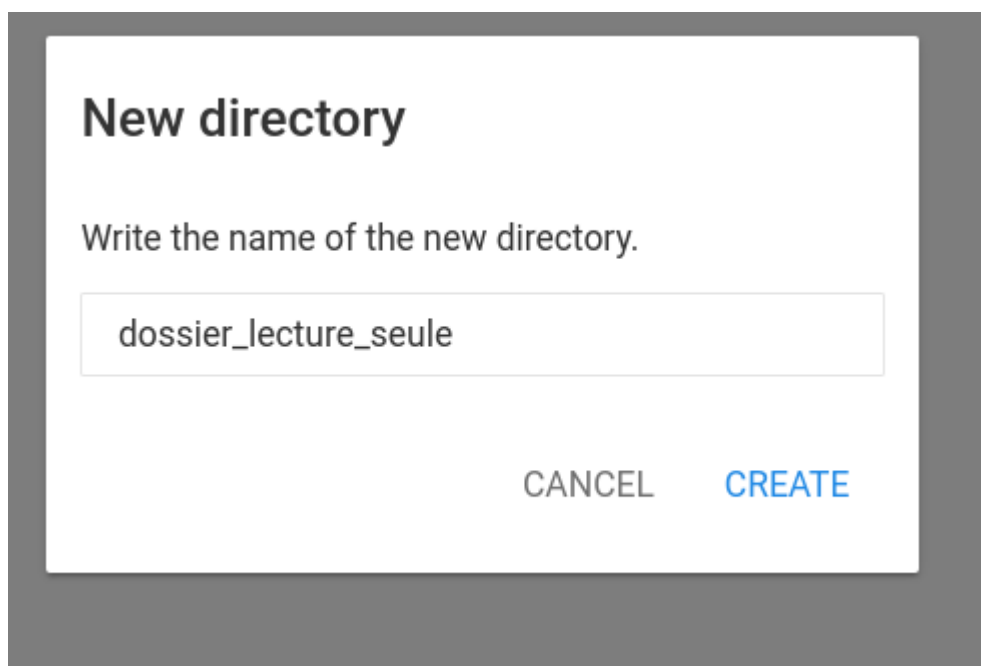 New directory
Write the name of the new directory.
dossier_lecture_seule
CANCEL CREATE